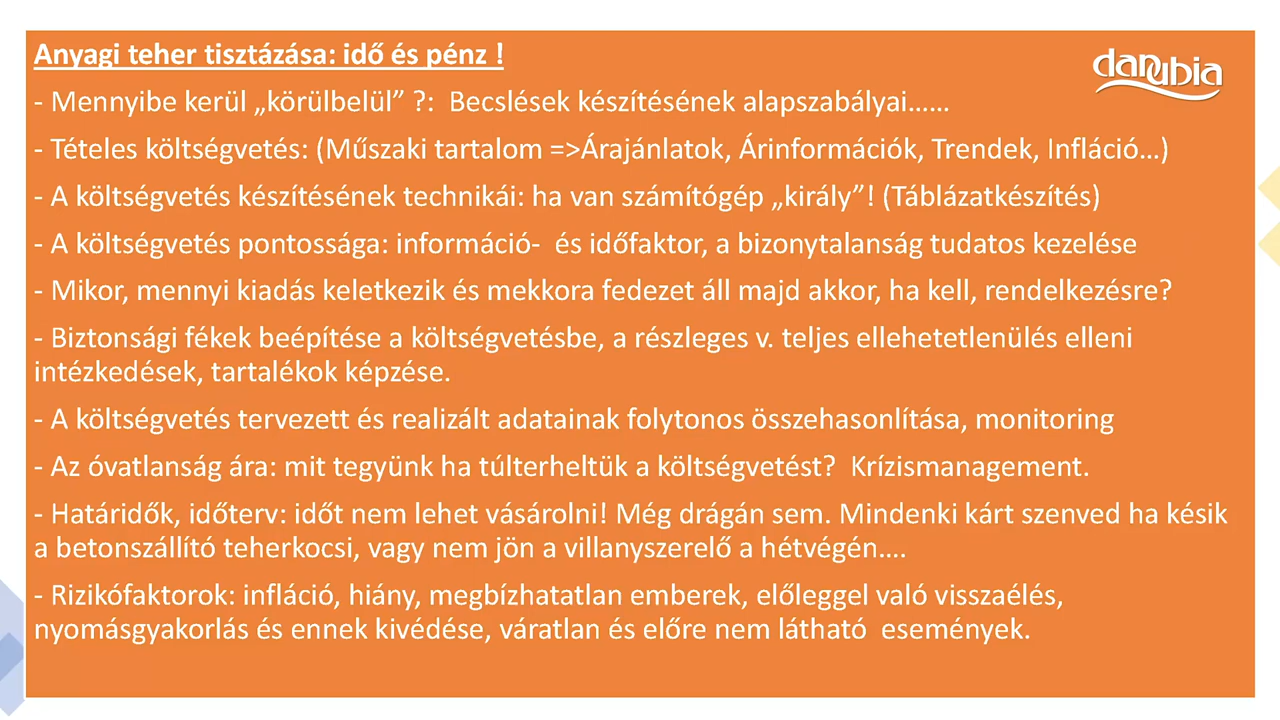 Anyagi teher tisztázása: idő és pénz !
danubia
- Mennyibe kerül „körülbelül” ?:  Becslések készítésének alapszabályai……
- Tételes költségvetés: (Műszaki tartalom =>Árajánlatok, Árinformációk, Trendek, Infláció…)
- A költségvetés készítésének technikái: ha van számítógép „király”! (Táblázatkészítés)
- A költségvetés pontossága: információ-  és időfaktor, a bizonytalanság tudatos kezelése
- Mikor, mennyi kiadás keletkezik és mekkora fedezet áll majd akkor, ha kell, rendelkezésre?
- Biztonsági fékek beépítése a költségvetésbe, a részleges v. teljes ellehetetlenülés elleni
intézkedések, tartalékok képzése.
- A költségvetés tervezett és realizált adatainak folytonos összehasonlítása, monitoring
- Az óvatlanság ára: mit tegyünk ha túlterheltük a költségvetést?  Krízismanagement.
- Határidők, időterv: időt nem lehet vásárolni! Még drágán sem. Mindenki kárt szenved ha késik
a betonszállító teherkocsi, vagy nem jön a villanyszerelő a hétvégén….
- Rizikófaktorok: infláció, hiány, megbízhatatlan emberek, előleggel való visszaélés,
nyomásgyakorlás és ennek kivédése, váratlan és előre nem látható  események.